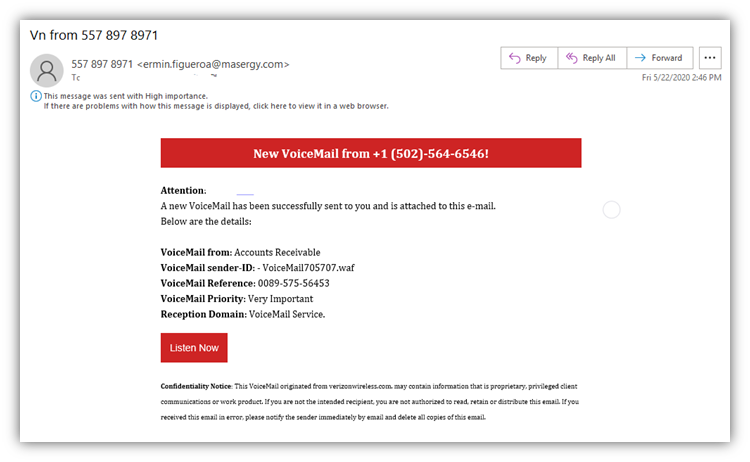 Vn from 557 897 8971
557 897 8971 <ermin.figueroa@masergy.com>
Reply
Reply All
Forward
...
Fri 5/22/2020 2:46 PM
This message was sent with High importance.
If there are problems with how this message is displayed, click here to view it in a web browser.
New VoiceMail from +1 (502)-564-6546!
Attention:
A new VoiceMail has been successfully sent to you and is attached to this e-mail.
Below are the details:
VoiceMail from: Accounts Receivable
VoiceMail sender-ID: - VoiceMail705707.waf
VoiceMail Reference: 0089-575-56453
VoiceMail Priority: Very Important
Reception Domain: VoiceMail Service.
Listen Now
Confidentiality Notice: This VoiceMail originated from verizonwireless.com. may contain information that is proprietary, privileged client
communications or work product. If you are not the intended recipient, you are not authorized to read, retain or distribute this email. If you
received this email in error, please notify the sender immediately by email and delete all copies of this email.